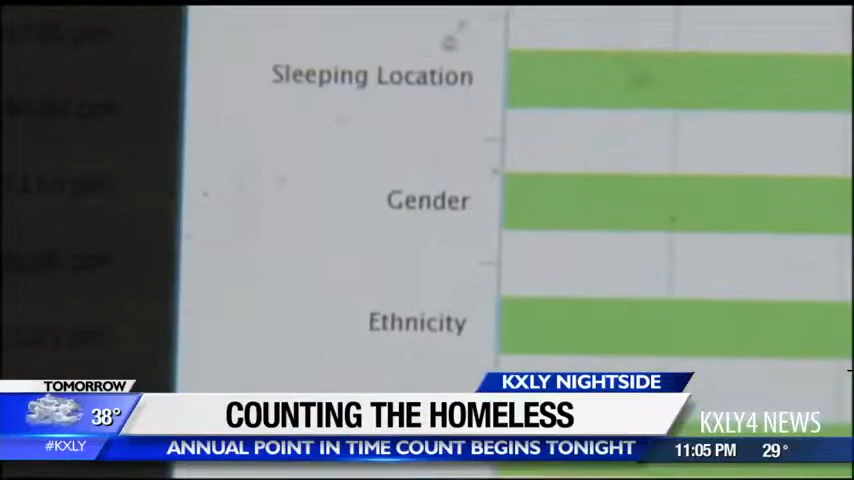 Sleeping Location
Gender
Ethnicity
TOMORROW
KXLY NIGHTSIDE
38°
COUNTING THE HOMELESS
KXLY4 NEWS
#KXLY
ANNUAL POINT IN TIME COUNT BEGINS TONIGHT
11:05 PM 29°